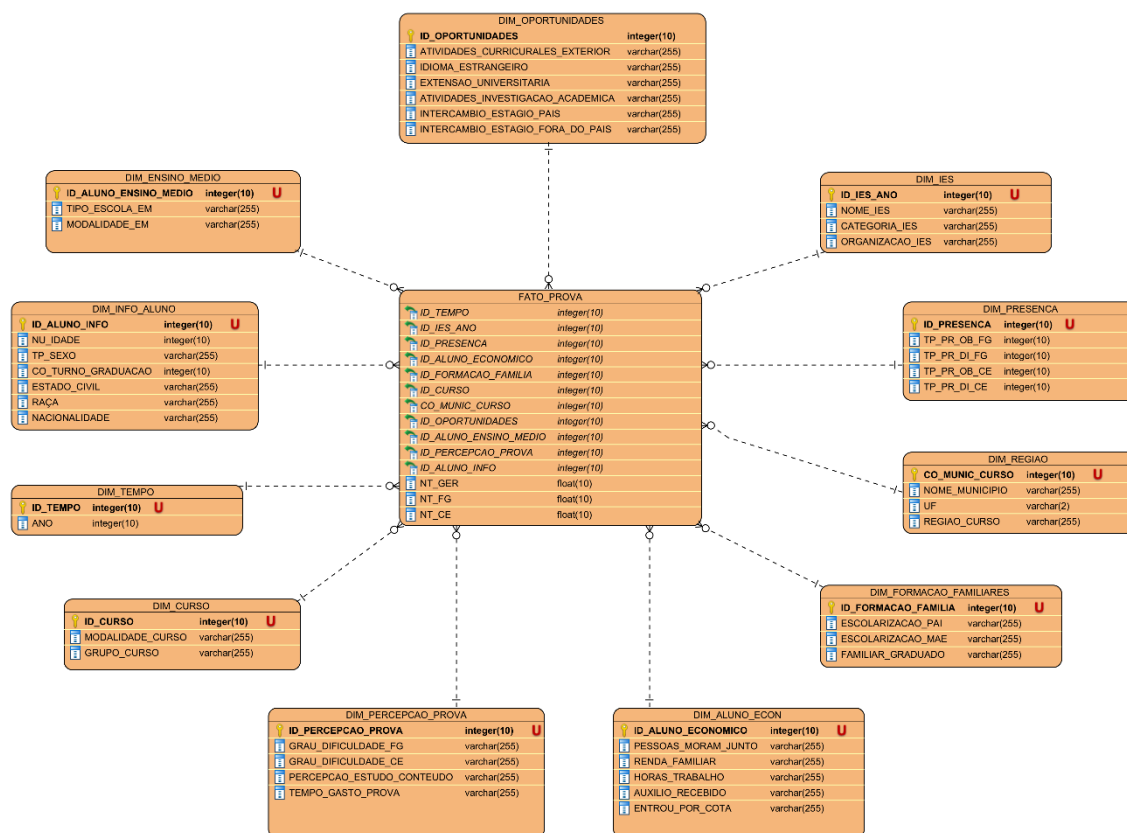 DIM_OPORTUNIDADES
ID_OPORTUNIDADES integer(10)
ATIVIDADES_CURRICURALES_EXTERIOR varchar(255)
IDIOMA_ESTRANGEIRO varchar(255)
EXTENSAO_UNIVERSITARIA varchar(255)
ATIVIDADES_INVESTIGACAO_ACADEMICA varchar(255)
INTERCAMBIO_ESTAGIO_PAIS varchar(255)
INTERCAMBIO_ESTAGIO_FORA_DO_PAIS varchar(255)
DIM_ENSINO_MEDIO
ID_ALUNO_ENSINO_MEDIO integer(10) U
TIPO_ESCOLA_EM varchar(255)
MODALIDADE_EM varchar(255)
DIM_IES
ID_IES_ANO integer(10) U
NOME_IES varchar(255)
CATEGORIA_IES varchar(255)
ORGANIZACAO_IES varchar(255)
DIM_INFO_ALUNO
ID_ALUNO_INFO integer(10) U
NU_IDADE integer(10)
TP_SEXO varchar(255)
CO_TURNO_GRADUACAO integer(10)
ESTADO_CIVIL varchar(255)
RAÇA varchar(255)
NACIONALIDADE varchar(255)
FATO_PROVA
ID_TEMPO integer(10)
ID_IES_ANO integer(10)
ID_PRESENCA integer(10)
ID_ALUNO_ECONOMICO integer(10)
ID_FORMACAO_FAMILIA integer(10)
ID_CURSO integer(10)
CO_MUNIC_CURSO integer(10)
ID_OPORTUNIDADES integer(10)
ID_ALUNO_ENSINO_MEDIO integer(10)
ID_PERCEPCAO_PROVA integer(10)
ID_ALUNO_INFO integer(10)
NT_GER float(10)
NT_FG float(10)
NT_CE float(10)
DIM_PRESENCA
ID_PRESENCA integer(10) U
TP_PR_OB_FG integer(10)
TP_PR_DI_FG integer(10)
TP_PR_OB_CE integer(10)
TP_PR_DI_CE integer(10)
DIM_REGIAO
CO_MUNIC_CURSO integer(10) U
NOME_MUNICIPIO varchar(255)
UF varchar(2)
REGIAO_CURSO varchar(255)
DIM_TEMPO
ID_TEMPO integer(10) U
ANO integer(10)
DIM_CURSO
ID_CURSO integer(10) U
MODALIDADE_CURSO varchar(255)
GRUPO_CURSO varchar(255)
DIM_FORMACAO_FAMILIARES
ID_FORMACAO_FAMILIA integer(10) U
ESCOLARIZACAO_PAI varchar(255)
ESCOLARIZACAO_MAE varchar(255)
FAMILIAR_GRADUADO varchar(255)
DIM_PERCEPCAO_PROVA
ID_PERCEPCAO_PROVA integer(10) U
GRAU_DIFICULDADE_FG varchar(255)
GRAU_DIFICULDADE_CE varchar(255)
PERCEPCAO_ESTUDO_CONTEUDO varchar(255)
TEMPO_GASTO_PROVA varchar(255)
DIM_ALUNO_ECON
ID_ALUNO_ECONOMICO integer(10) U
PESSOAS_MORAM_JUNTO varchar(255)
RENDA_FAMILIAR varchar(255)
HORAS_TRABALHO varchar(255)
AUXILIO_RECEBIDO varchar(255)
ENTROU_POR_COTA varchar(255)